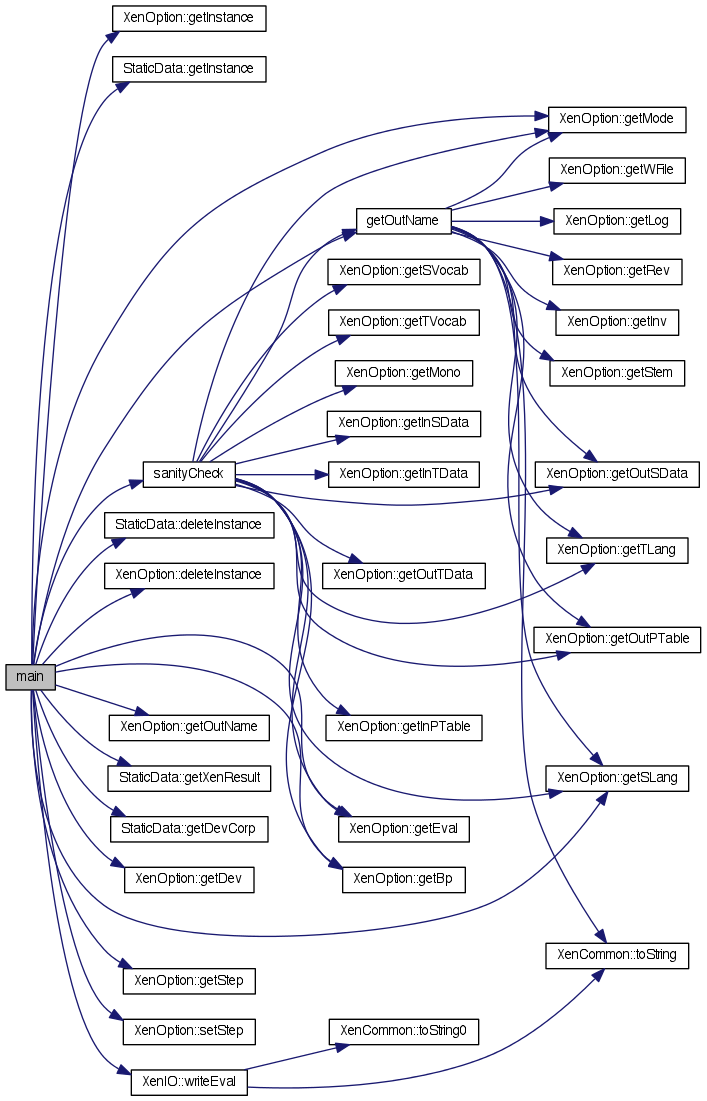 XenOption::getInstance
StaticData::getInstance
XenOption::getMode
XenOption::getWFile
getOutName
XenOption::getLog
XenOption::getSVocab
XenOption::getRev
XenOption::getTVocab
XenOption::getInv
XenOption::getMono
XenOption::getStem
XenOption::getInSData
sanityCheck
XenOption::getInTData
XenOption::getOutSData
StaticData::deleteInstance
XenOption::getTLang
XenOption::deleteInstance
XenOption::getOutTData
XenOption::getOutPTable
main
XenOption::getOutName
XenOption::getInPTable
StaticData::getXenResult
XenOption::getSLang
StaticData::getDevCorp
XenOption::getEval
XenOption::getDev
XenOption::getBp
XenCommon::toString
XenOption::getStep
XenOption::setStep
XenCommon::toString0
XenIO::writeEval